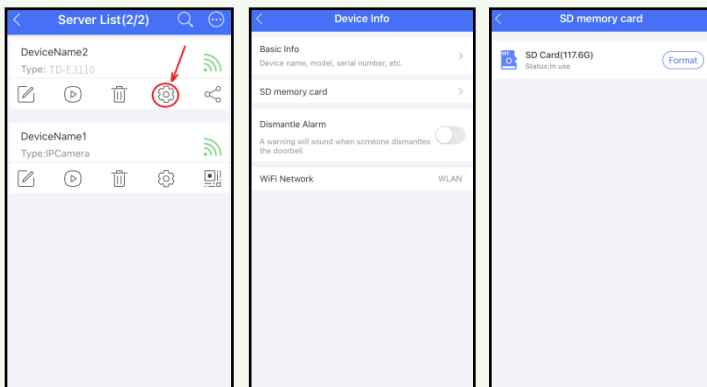 Server List(2/2)
DeviceName2
Type: TD-E3110
DeviceName1
Type:IPCamera
Device Info
Basic Info
Device name, model, serial number, etc.
SD memory card
Dismantle Alarm
A warning will sound when someone dismantles
the doorbell
WiFi Network WLAN
SD memory card
SD Card(117.6G)
Status:In use
Format